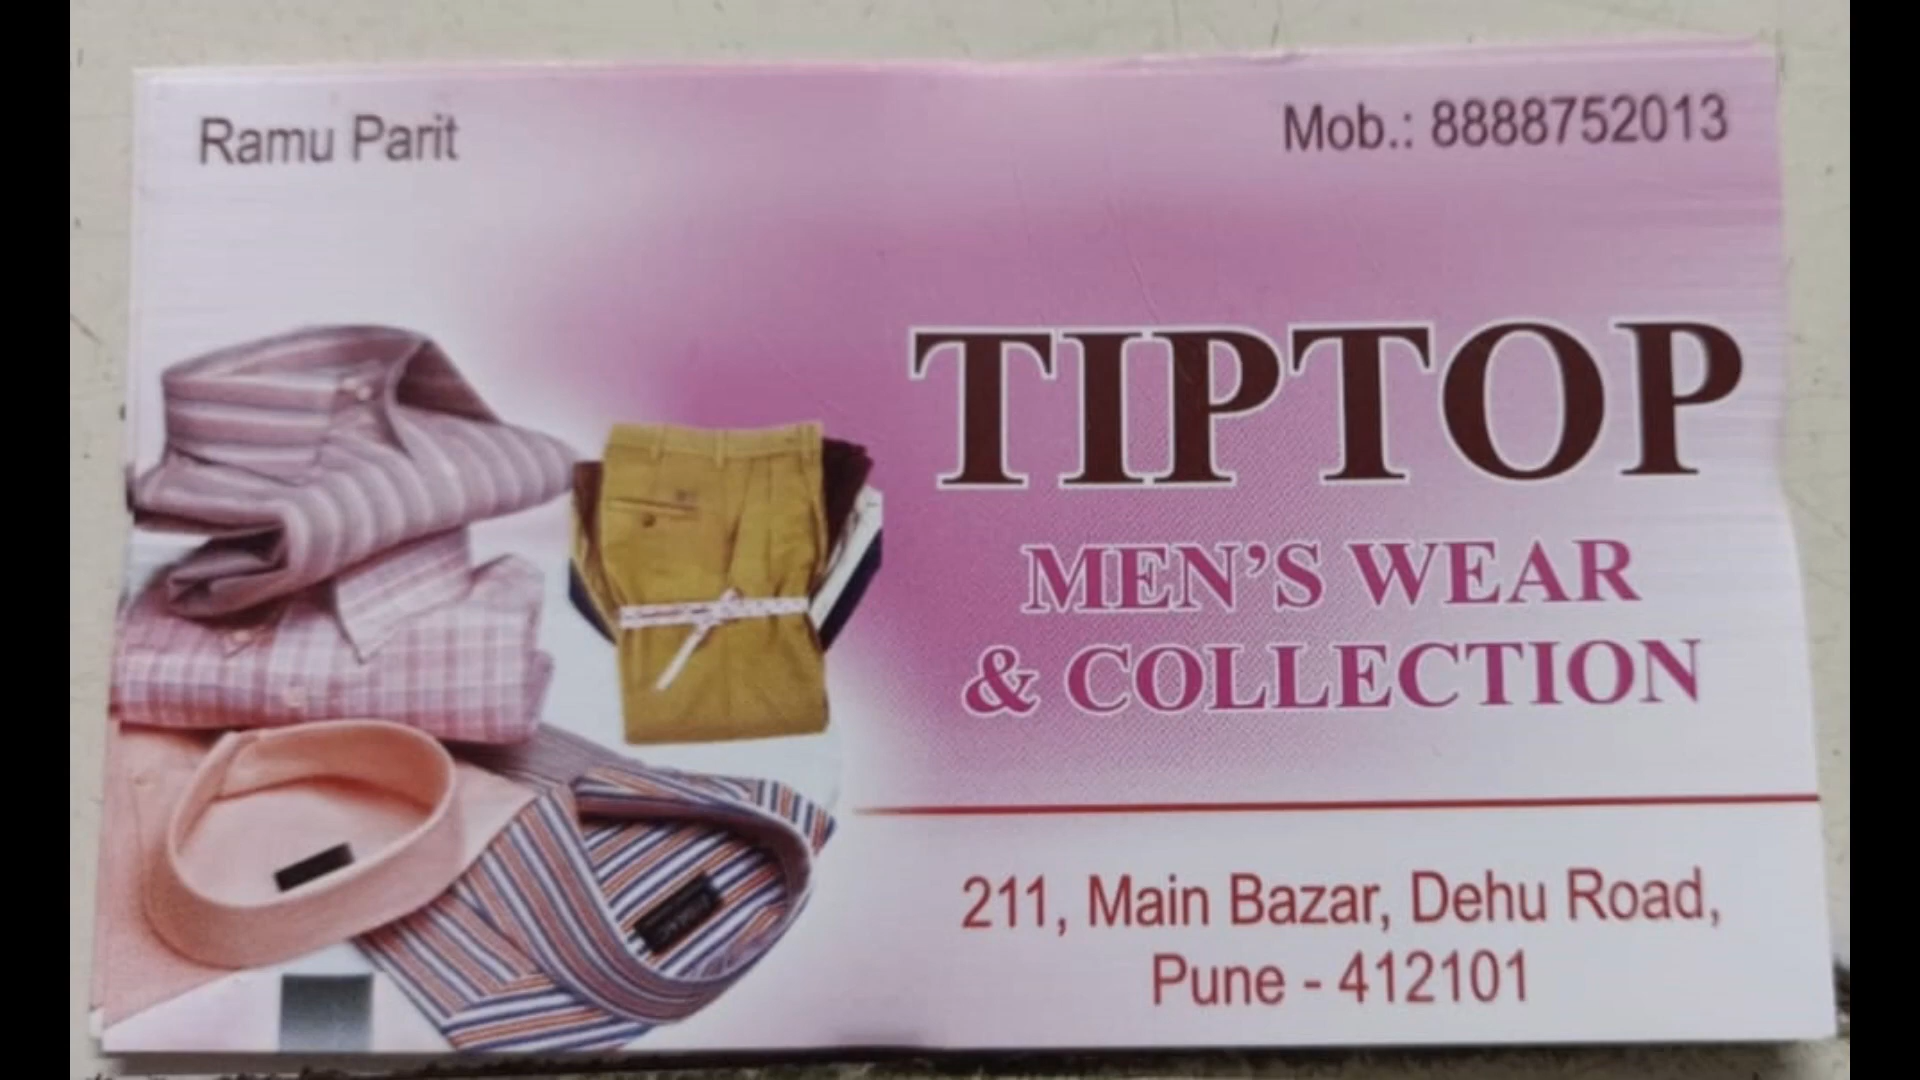 Ramu Parit
Mob.: 8888752013
TIPTOP
MEN'S WEAR
& COLLECTION
211, Main Bazar, Dehu Road,
Pune - 412101